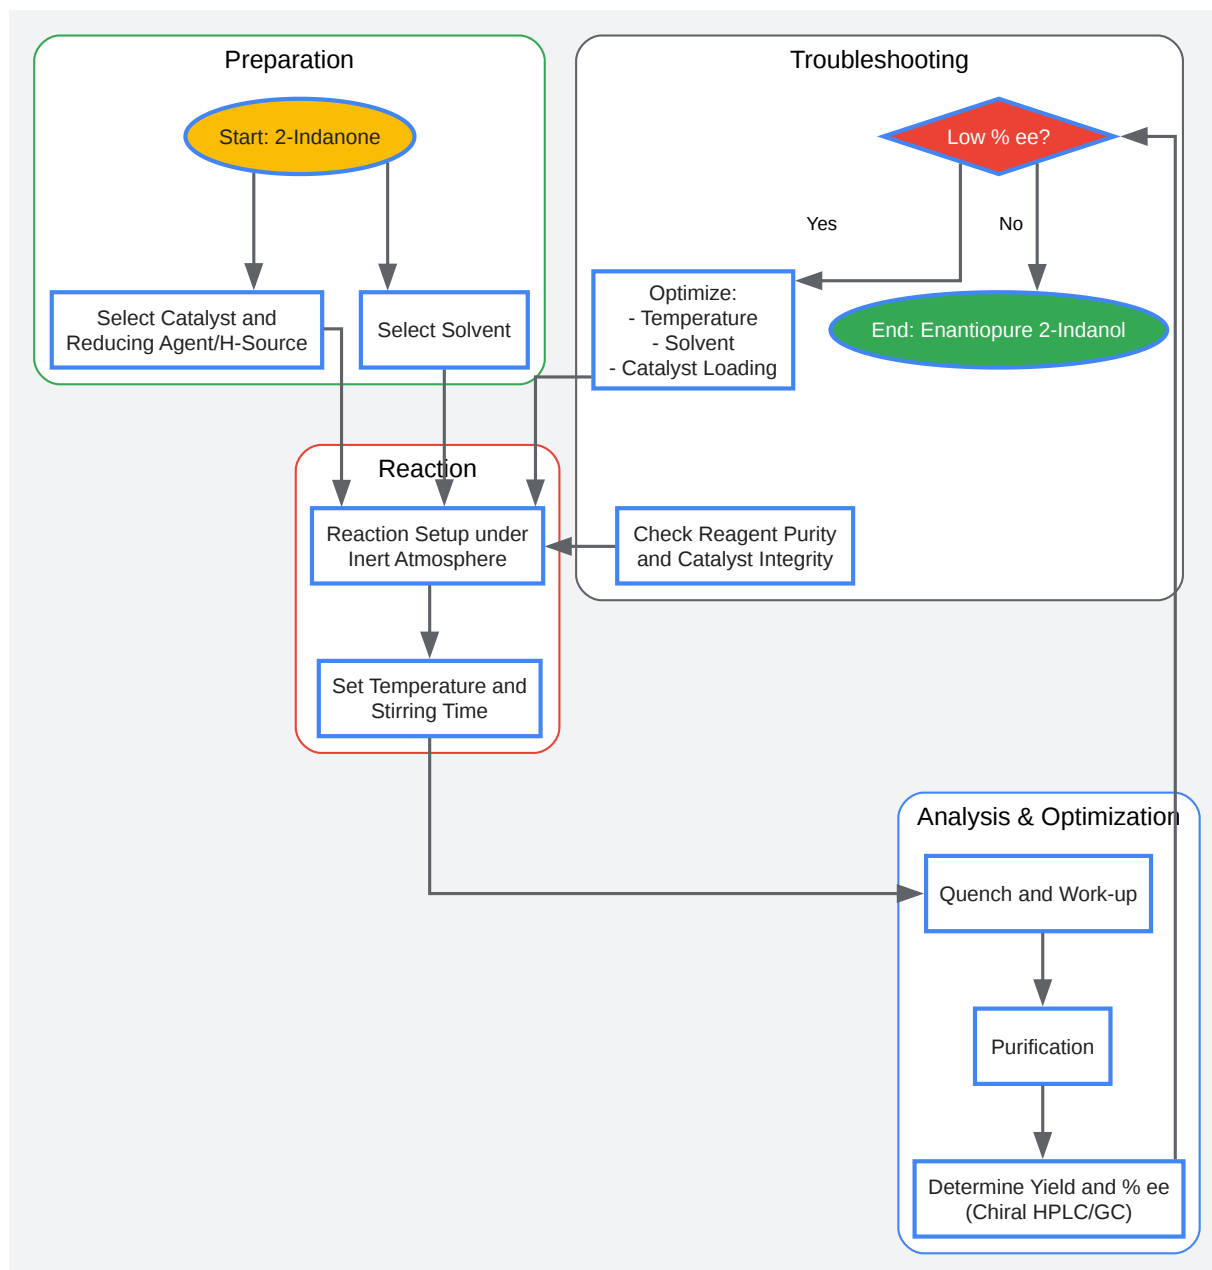 Preparation
Start: 2-Indanone
Select Catalyst and
Reducing Agent/H-Source
Select Solvent
Troubleshooting
Low % ee?
Yes
No
Optimize:
- Temperature
- Solvent
- Catalyst Loading
End: Enantiopure 2-Indanol
Check Reagent Purity
and Catalyst Integrity
Reaction
Reaction Setup under
Inert Atmosphere
Set Temperature and
Stirring Time
Analysis & Optimization
Quench and Work-up
Purification
Determine Yield and % ee
(Chiral HPLC/GC)